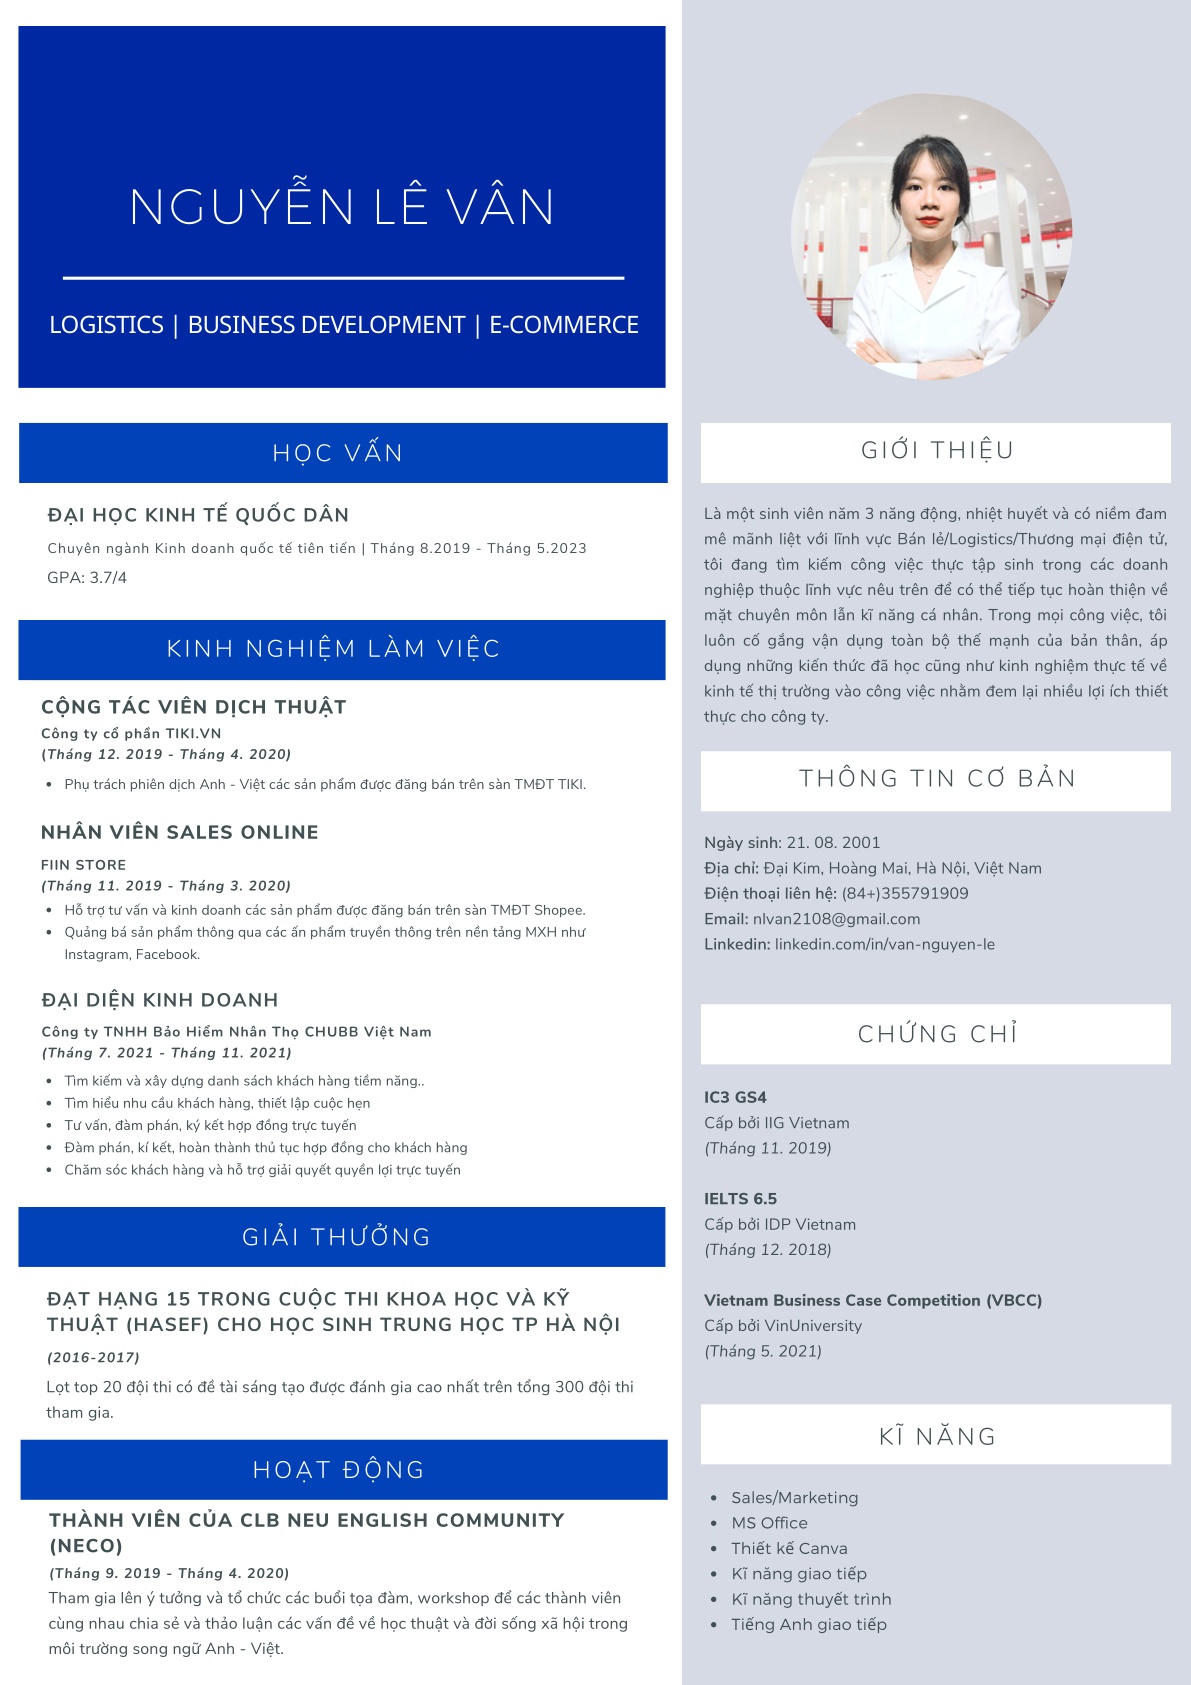 NGUYỄN LÊ VÂN
LOGISTICS | BUSINESS DEVELOPMENT | E-COMMERCE
HỌC VẤN
ĐẠI HỌC KINH TẾ QUỐC DÂN
Chuyên ngành Kinh doanh quốc tế tiên tiến | Tháng 8.2019 - Tháng 5.2023
GPA: 3.7/4
KINH NGHIỆM LÀM VIỆC
CỘNG TÁC VIÊN DỊCH THUẬT
Công ty cổ phần TIKI.VN
(Tháng 12. 2019 - Tháng 4. 2020)
• Phụ trách phiên dịch Anh - Việt các sản phẩm được đăng bán trên sàn TMĐT TIKI.
NHÂN VIÊN SALES ONLINE
FIIN STORE
(Tháng 11. 2019 - Tháng 3. 2020)
• Hỗ trợ tư vấn và kinh doanh các sản phẩm được đăng bán trên sàn TMĐT Shopee.
• Quảng bá sản phẩm thông qua các ấn phẩm truyền thông trên nền tảng MXH như
Instagram, Facebook.
ĐẠI DIỆN KINH DOANH
Công ty TNHH Bảo Hiểm Nhân Thọ CHUBB Việt Nam
(Tháng 7. 2021 - Tháng 11. 2021)
• Tìm kiếm và xây dựng danh sách khách hàng tiềm năng..
• Tìm hiểu nhu cầu khách hàng, thiết lập cuộc hẹn
• Tư vấn, đàm phán, ký kết hợp đồng trực tuyến
• Đàm phán, kí kết, hoàn thành thủ tục hợp đồng cho khách hàng
• Chăm sóc khách hàng và hỗ trợ giải quyết quyền lợi trực tuyến
GIẢI THƯỞNG
ĐẠT HẠNG 15 TRONG CUỘC THI KHOA HỌC VÀ KỸ
THUẬT (HASEF) CHO HỌC SINH TRUNG HỌC TP HÀ NỘI
(2016-2017)
Lọt top 20 đội thi có đề tài sáng tạo được đánh gia cao nhất trên tổng 300 đội thi
tham gia.
HOẠT ĐỘNG
THÀNH VIÊN CỦA CLB NEU ENGLISH COMMUNITY
(NECO)
(Tháng 9. 2019 - Tháng 4. 2020)
Tham gia lên ý tưởng và tổ chức các buổi tọa đàm, workshop để các thành viên
cùng nhau chia sẻ và thảo luận các vấn đề về học thuật và đời sống xã hội trong
môi trường song ngữ Anh - Việt.
GIỚI THIỆU
Là một sinh viên năm 3 năng động, nhiệt huyết và có niềm đam
mê mãnh liệt với lĩnh vực Bán lẻ/Logistics/Thương mại điện tử,
tôi đang tìm kiếm công việc thực tập sinh trong các doanh
nghiệp thuộc lĩnh vực nêu trên để có thể tiếp tục hoàn thiện về
mặt chuyên môn lẫn kĩ năng cá nhân. Trong mọi công việc, tôi
luôn cố gắng vận dụng toàn bộ thế mạnh của bản thân, áp
dụng những kiến thức đã học cũng như kinh nghiệm thực tế về
kinh tế thị trường vào công việc nhằm đem lại nhiều lợi ích thiết
thực cho công ty.
THÔNG TIN CƠ BẢN
Ngày sinh: 21. 08. 2001
Địa chỉ: Đại Kim, Hoàng Mai, Hà Nội, Việt Nam
Điện thoại liên hệ: (84+)355791909
Email: nlvan2108@gmail.com
Linkedin: linkedin.com/in/van-nguyen-le
CHỨNG CHỈ
IC3 GS4
Cấp bởi IIG Vietnam
(Tháng 11. 2019)
IELTS 6.5
Cấp bởi IDP Vietnam
(Tháng 12. 2018)
Vietnam Business Case Competition (VBCC)
Cấp bởi VinUniversity
(Tháng 5. 2021)
KĨ NĂNG
• Sales/Marketing
• MS Office
• Thiết kế Canva
• Kĩ năng giao tiếp
• Kĩ năng thuyết trình
• Tiếng Anh giao tiếp